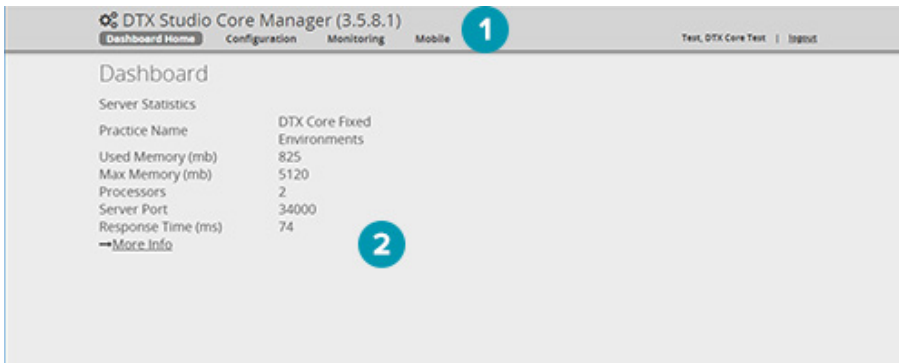 DTX Studio Core Manager (3.5.8.1)
Dashboard Home Configuration Monitoring Mobile 1 Test, DTX Core Test | logout
Dashboard
Server Statistics
Practice Name DTX Core Fixed
Environments
Used Memory (mb) 825
Max Memory (mb) 5120
Processors 2
Server Port 34000
Response Time (ms) 74
→More Info
2